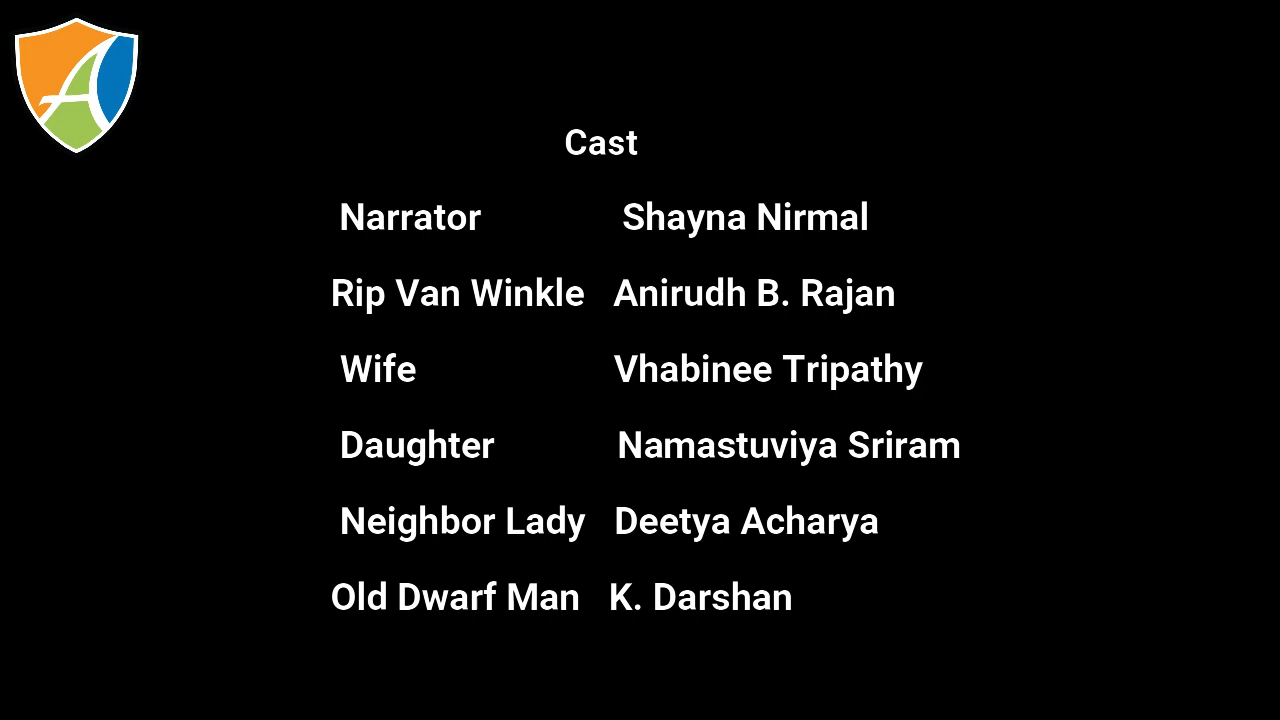 Cast
Narrator Shayna Nirmal
Rip Van Winkle Anirudh B. Rajan
Wife Vhabinee Tripathy
Daughter Namastuviya Sriram
Neighbor Lady Deetya Acharya
Old Dwarf Man K. Darshan